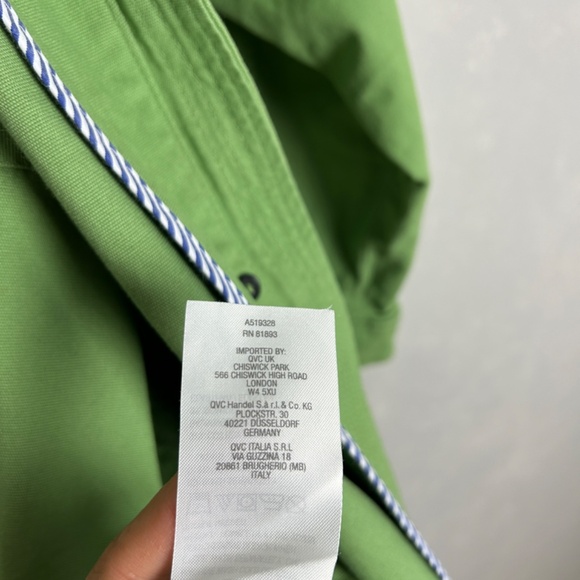 A519328
RN 81893
IMPORTED BY:
QVC UK
CHISWICK PARK
566 CHISWICK HIGH ROAD
LONDON
W4 5XU
QVC Handel S.à r.l. & Co. KG
PLOCKSTR. 30
40221 DÜSSELDORF
GERMANY
QVC ITALIA S.R.L
VIA GUZZINA 18
20861 BRUGHERIO (MB)
ITALY